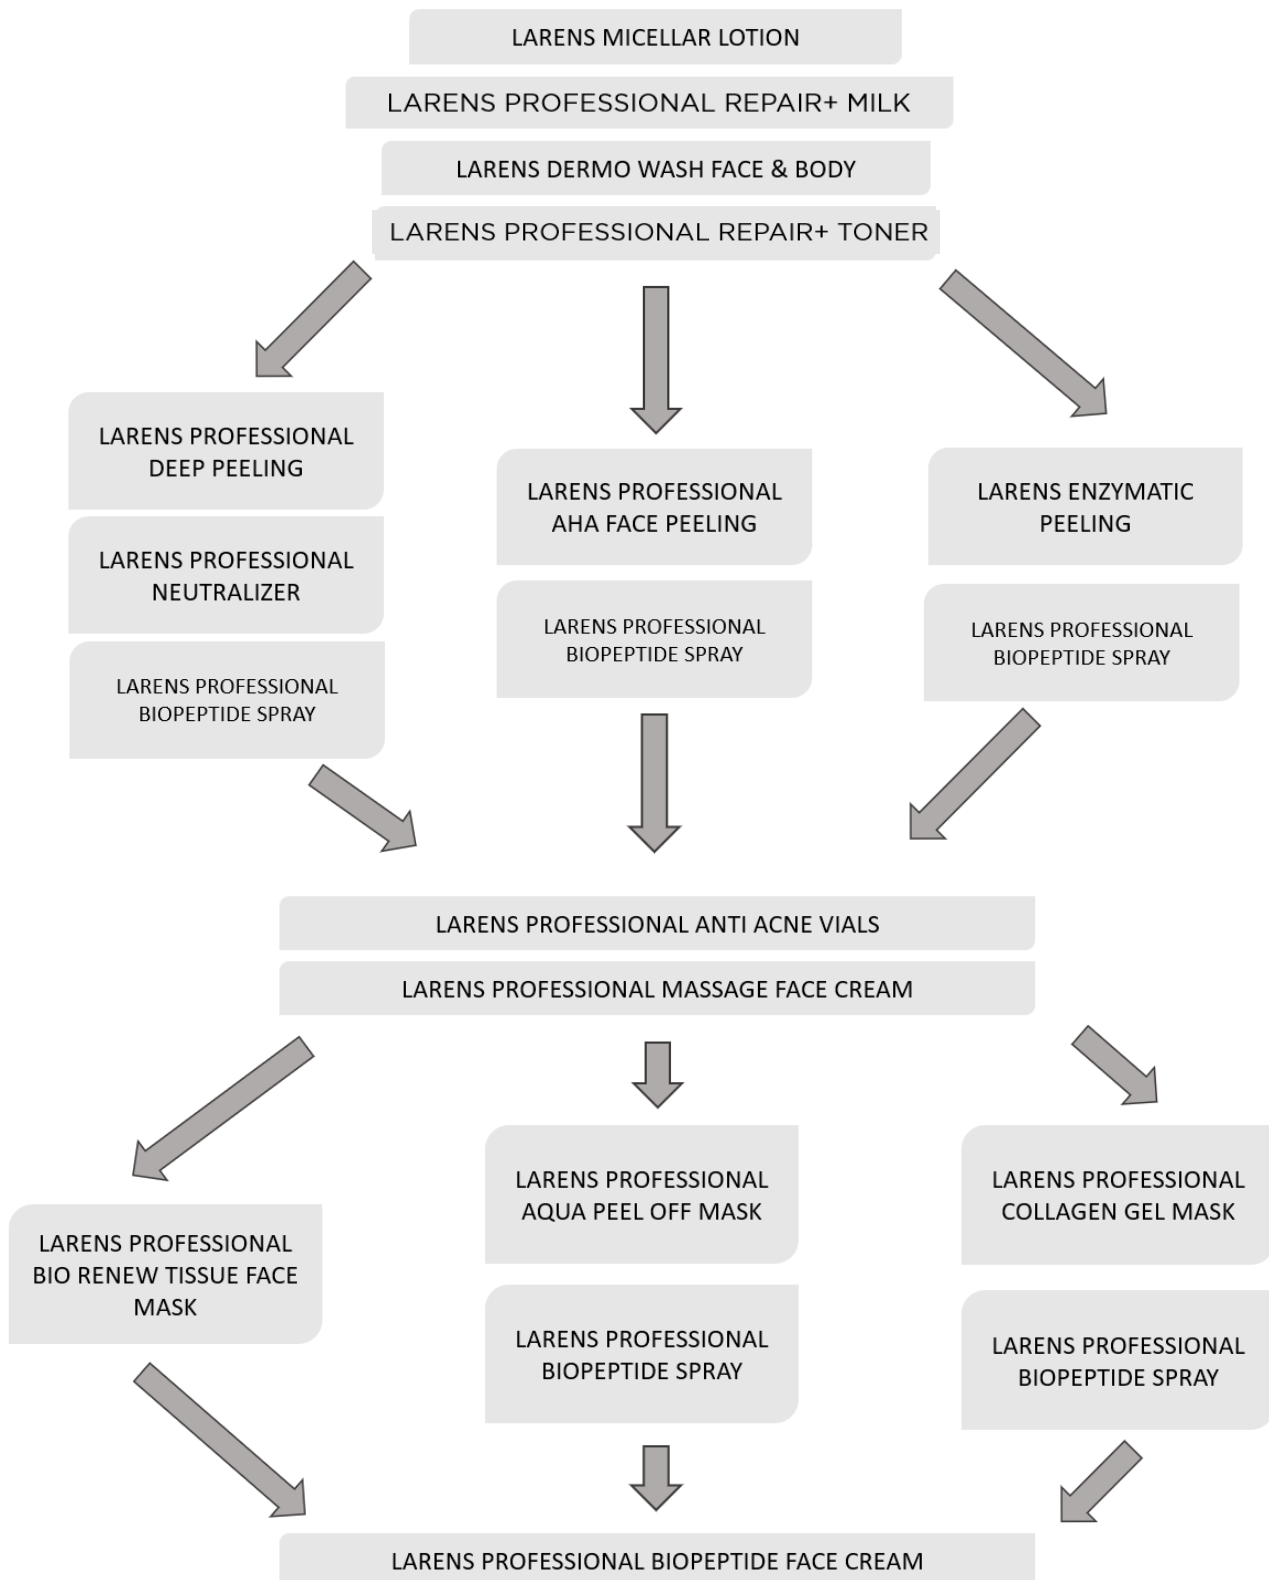 LARENS MICELLAR LOTION
LARENS PROFESSIONAL REPAIR+ MILK
LARENS DERMO WASH FACE & BODY
LARENS PROFESSIONAL REPAIR+ TONER
LARENS PROFESSIONAL
DEEP PEELING
LARENS PROFESSIONAL
NEUTRALIZER
LARENS PROFESSIONAL
BIOPEPTIDE SPRAY
LARENS PROFESSIONAL
AHA FACE PEELING
LARENS PROFESSIONAL
BIOPEPTIDE SPRAY
LARENS ENZYMATIC
PEELING
LARENS PROFESSIONAL
BIOPEPTIDE SPRAY
LARENS PROFESSIONAL ANTI ACNE VIALS
LARENS PROFESSIONAL MASSAGE FACE CREAM
LARENS PROFESSIONAL
BIO RENEW TISSUE FACE
MASK
LARENS PROFESSIONAL
AQUA PEEL OFF MASK
LARENS PROFESSIONAL
BIOPEPTIDE SPRAY
LARENS PROFESSIONAL
COLLAGEN GEL MASK
LARENS PROFESSIONAL
BIOPEPTIDE SPRAY
LARENS PROFESSIONAL BIOPEPTIDE FACE CREAM